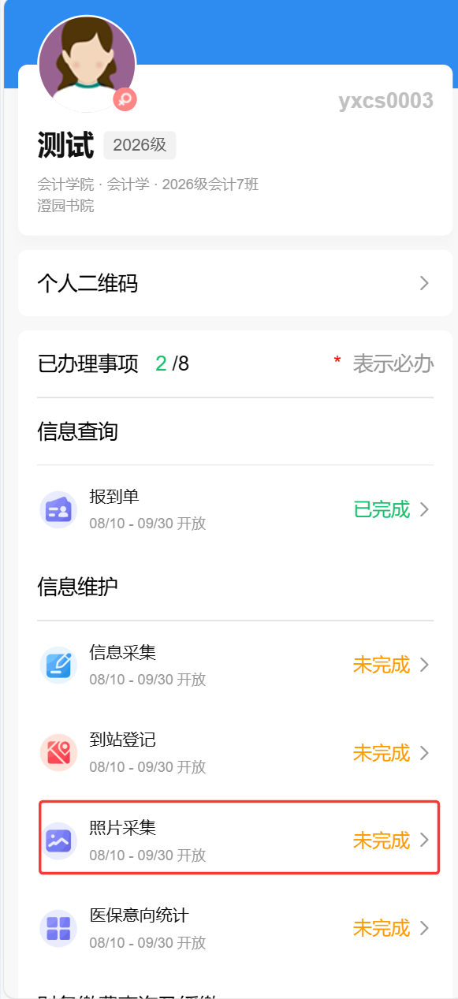 yxcs0003
测试 2026级
会计学院 · 会计学 · 2026级会计7班
澄园书院
个人二维码
已办理事项 2 /8 * 表示必办
信息查询
报到单
08/10 - 09/30 开放
已完成
信息维护
信息采集
08/10 - 09/30 开放
未完成
到站登记
08/10 - 09/30 开放
未完成
照片采集
08/10 - 09/30 开放
未完成
医保意向统计
08/10 - 09/30 开放
未完成